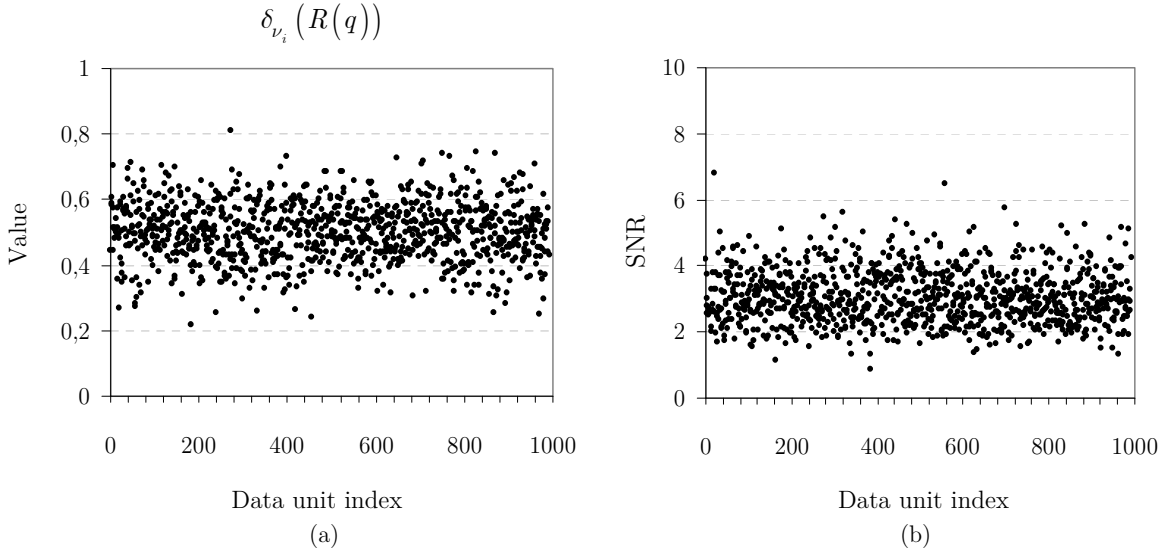 δ_{ν_i}(R(q))
1
0,8
0,6
0,4
0,2
0
Value
0 200 400 600 800 1000
Data unit index
(a)
10
8
6
4
2
0
SNR
0 200 400 600 800 1000
Data unit index
(b)